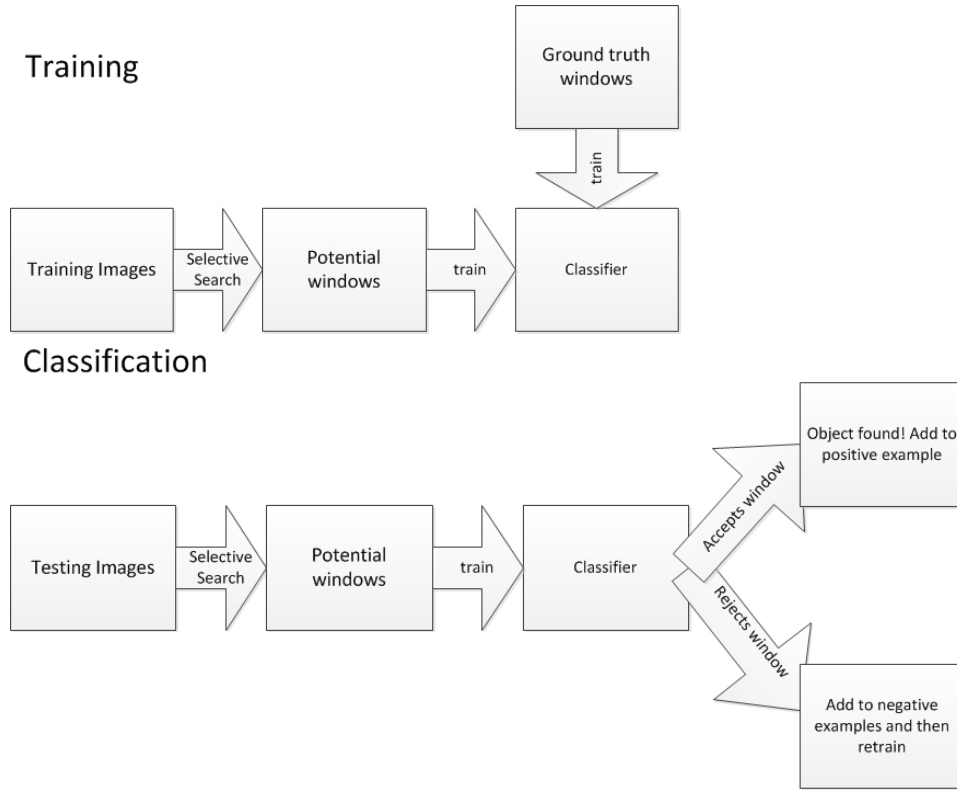 Training
Ground truth
windows
train
Training Images
Selective
Search
Potential
windows
train
Classifier
Classification
Testing Images
Selective
Search
Potential
windows
train
Classifier
Accepts window
Object found! Add to
positive example
Rejects window
Add to negative
examples and then
retrain